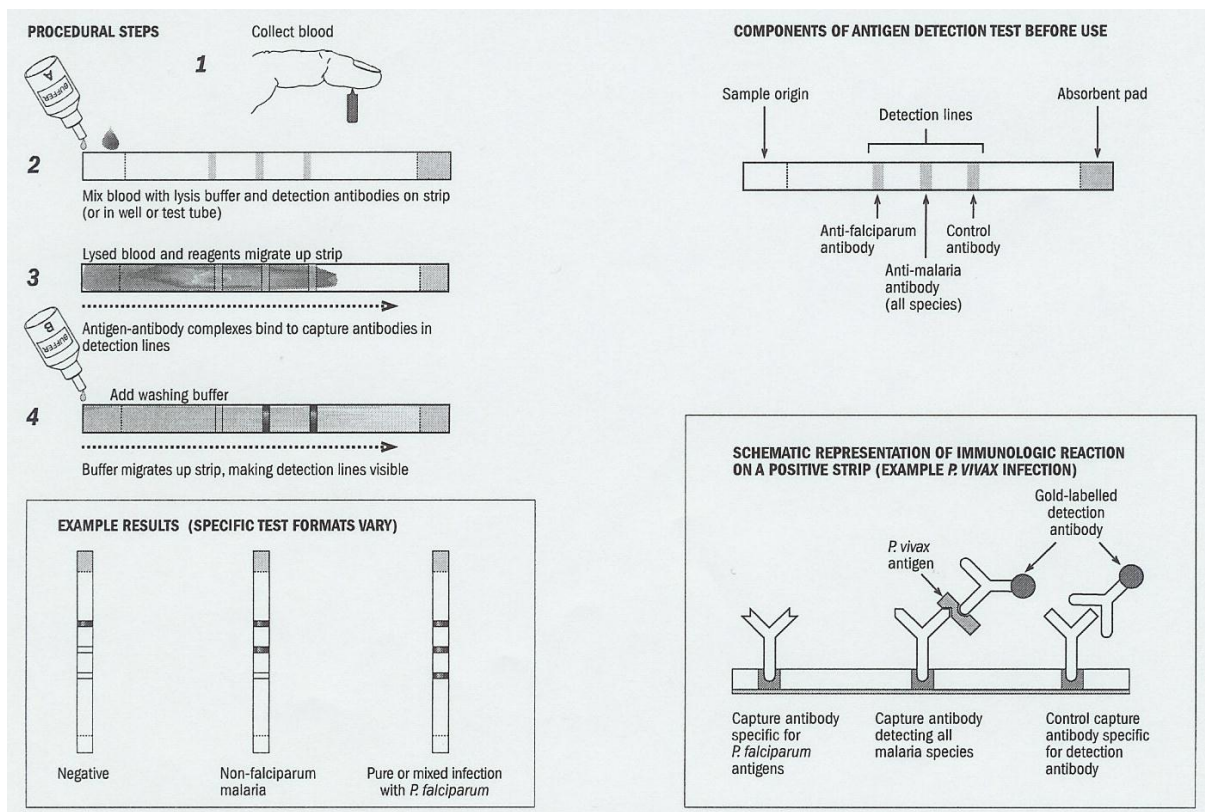 PROCEDURAL STEPS
1
Collect blood
A
BUFFER
2
Mix blood with lysis buffer and detection antibodies on strip
(or in well or test tube)
Lysed blood and reagents migrate up strip
3
Antigen-antibody complexes bind to capture antibodies in
detection lines
B
BUFFER
Add washing buffer
4
Buffer migrates up strip, making detection lines visible
EXAMPLE RESULTS (SPECIFIC TEST FORMATS VARY)
Negative
Non-falciparum
malaria
Pure or mixed infection
with P. falciparum
COMPONENTS OF ANTIGEN DETECTION TEST BEFORE USE
Sample origin
Detection lines
Absorbent pad
Anti-falciparum
antibody
Anti-malaria
antibody
(all species)
Control
antibody
SCHEMATIC REPRESENTATION OF IMMUNOLOGIC REACTION
ON A POSITIVE STRIP (EXAMPLE P. VIVAX INFECTION)
Gold-labelled
detection
antibody
P. vivax
antigen
Capture antibody
specific for
P. falciparum
antigens
Capture antibody
detecting all
malaria species
Control capture
antibody specific
for detection
antibody